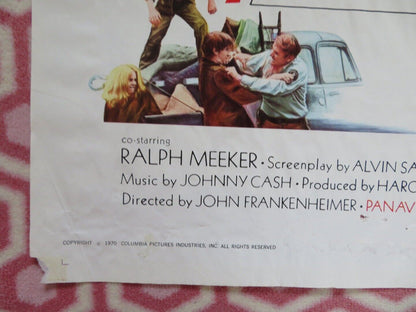 co-starring
RALPH MEEKER · Screenplay by ALVIN SA
Music by JOHNNY CASH · Produced by HARO
Directed by JOHN FRANKENHEIMER · PANAV
COPYRIGHT © 1970 COLUMBIA PICTURES INDUSTRIES, INC. ALL RIGHTS RESERVED